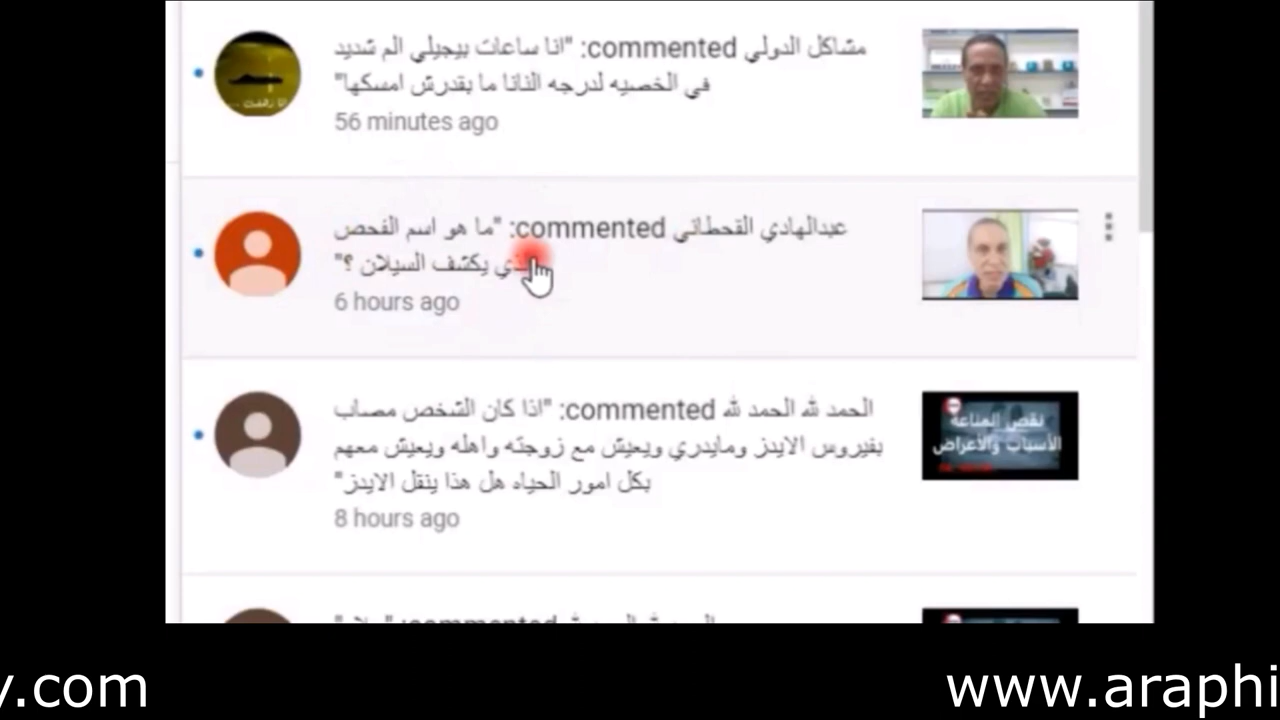 مشاكل الدولي commented: "انا ساعات بيجيلي الم شديد
في الخصيه لدرجه اننا ما بقدرش امسكها"
56 minutes ago
عبدالهادي القحطاني commented: "ما هو اسم الفحص
يكشف السيلان ؟"
6 hours ago
الحمد لله الحمد لله commented: "اذا كان الشخص مصاب
بفيروس الايدز ومايدري ويعيش مع زوجته واهله ويعيش معهم
بكل امور الحياه هل هذا ينقل الايدز"
8 hours ago
نقص المناعة
الأسباب والأعراض
commented:
y.com
www.araphi